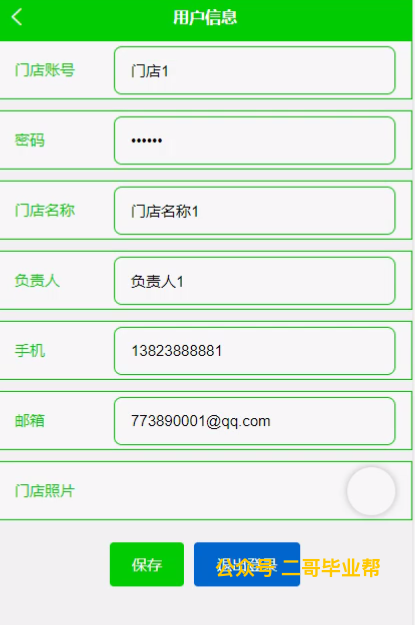 用户信息
门店账号 门店1
密码 ••••••
门店名称 门店名称1
负责人 负责人1
手机 13823888881
邮箱 773890001@qq.com
门店照片
保存 退出登录
公众号 二哥毕业帮